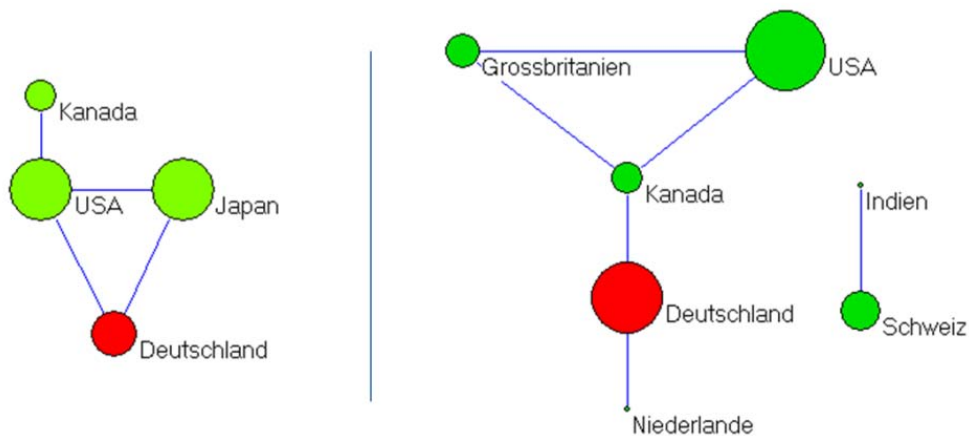 Kanada
USA
Japan
Deutschland
Grossbritanien
USA
Kanada
Indien
Deutschland
Schweiz
Niederlande